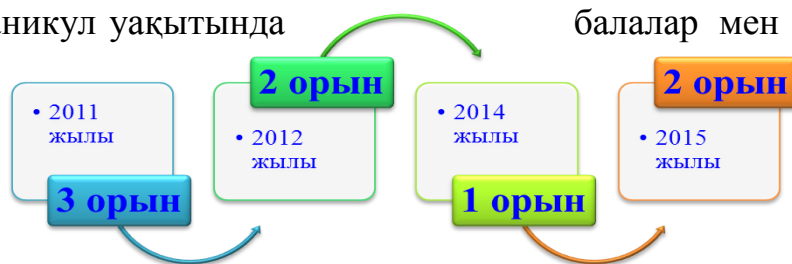 уақытында балалар мен
2 орын 2 орын
• 2011 жылы
• 2012 жылы
• 2014 жылы
• 2015 жылы
3 орын 1 орын